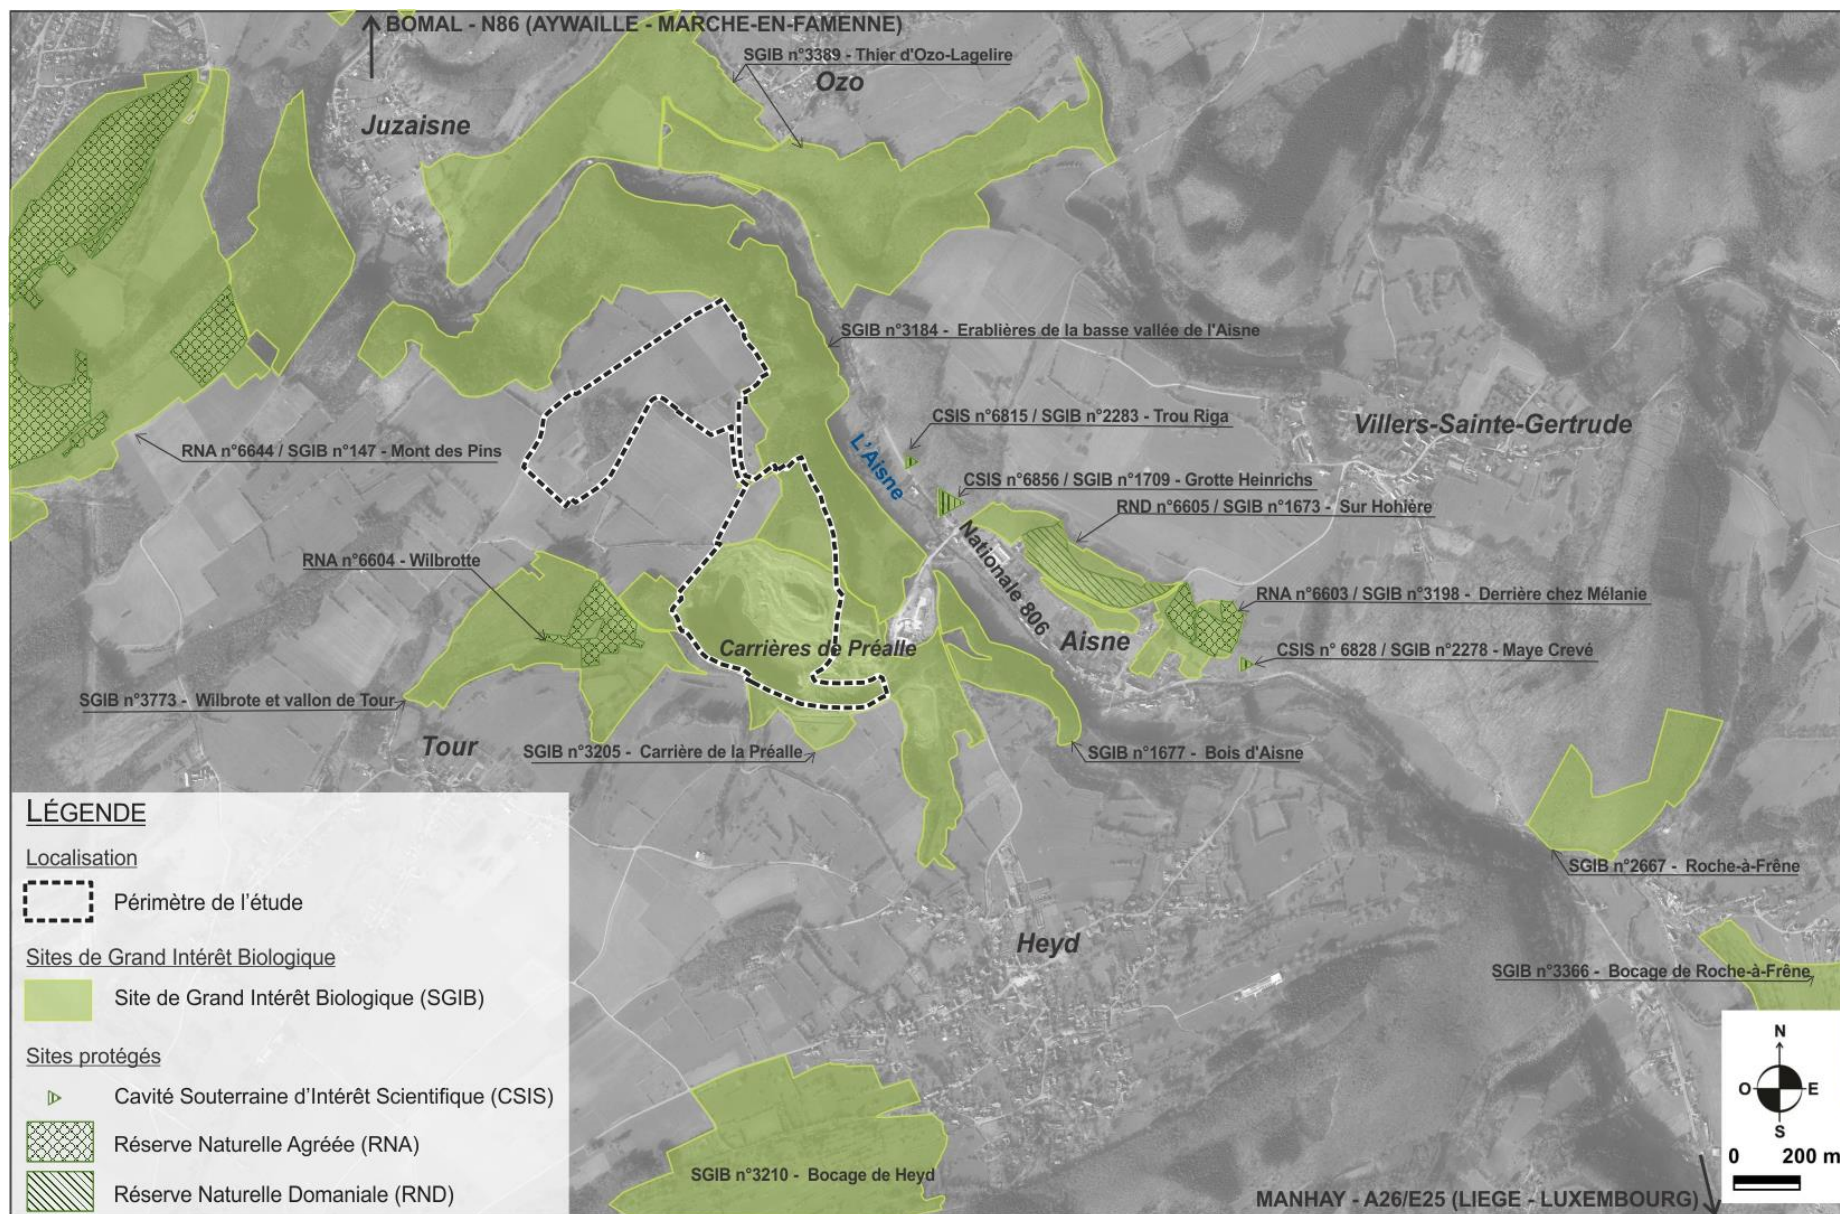 BOMAL - N86 (AYWAILLE - MARCHE-EN-FAMENNE)
SGIB n°3389 - Thier d'Ozo-Lagelire
Ozo
Juzaisne
SGIB n°3184 - Erablières de la basse vallée de l'Aisne
CSIS n°6815 / SGIB n°2283 - Trou Riga
Villers-Sainte-Gertrude
RNA n°6644 / SGIB n°147 - Mont des Pins
L'Aisne
CSIS n°6856 / SGIB n°1709 - Grotte Heinrichs
RND n°6605 / SGIB n°1673 - Sur Hohière
Nationale 806
RNA n°6604 - Wilbrotte
RNA n°6603 / SGIB n°3198 - Derrière chez Mélanie
Carrières de Préalle
Aisne
CSIS n° 6828 / SGIB n°2278 - Maye Crevé
SGIB n°3773 - Wilbrote et vallon de Tour
Tour
SGIB n°3205 - Carrière de la Préalle
SGIB n°1677 - Bois d'Aisne
SGIB n°2667 - Roche-à-Frêne
Heyd
SGIB n°3366 - Bocage de Roche-à-Frêne
SGIB n°3210 - Bocage de Heyd
MANHAY - A26/E25 (LIEGE - LUXEMBOURG)
LÉGENDE
Localisation
Périmètre de l'étude
Sites de Grand Intérêt Biologique
Site de Grand Intérêt Biologique (SGIB)
Sites protégés
Cavité Souterraine d'Intérêt Scientifique (CSIS)
Réserve Naturelle Agréée (RNA)
Réserve Naturelle Domaniale (RND)
N
O E
S
0 200 m